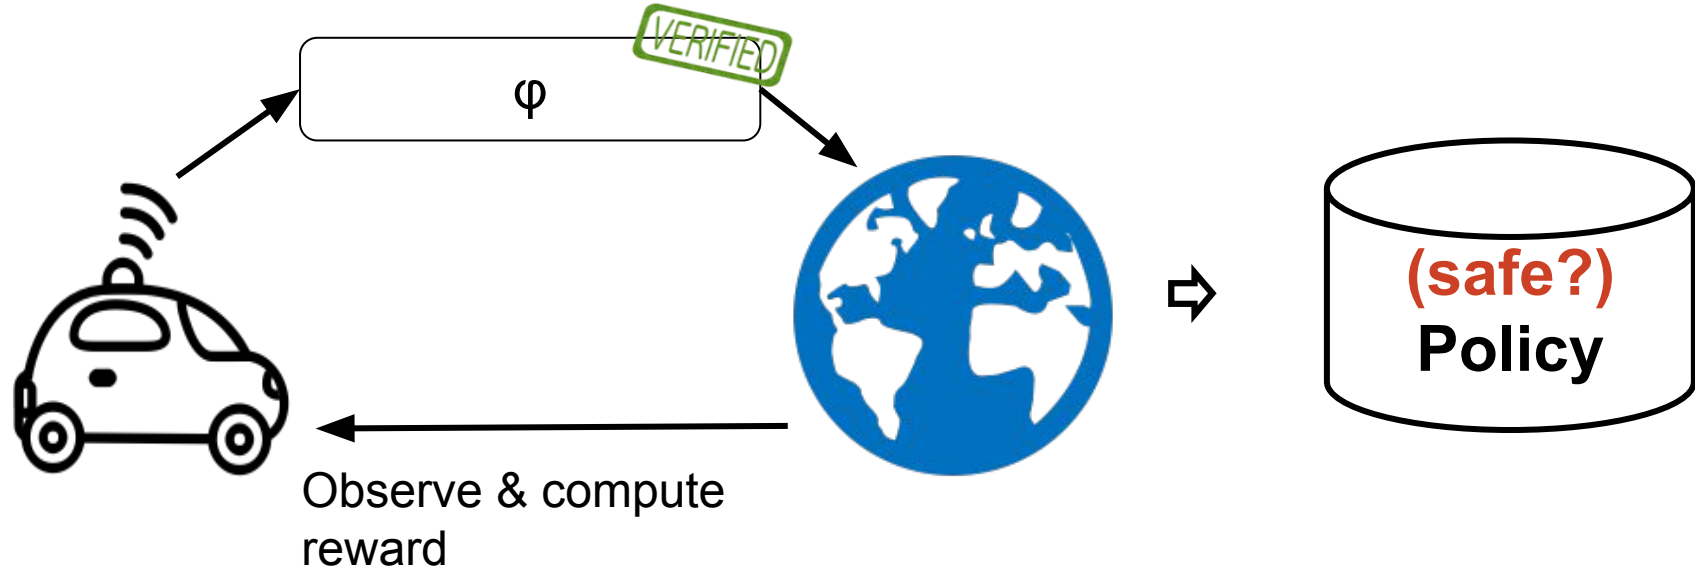 VERIFIED
φ
(safe?)
Policy
Observe & compute
reward